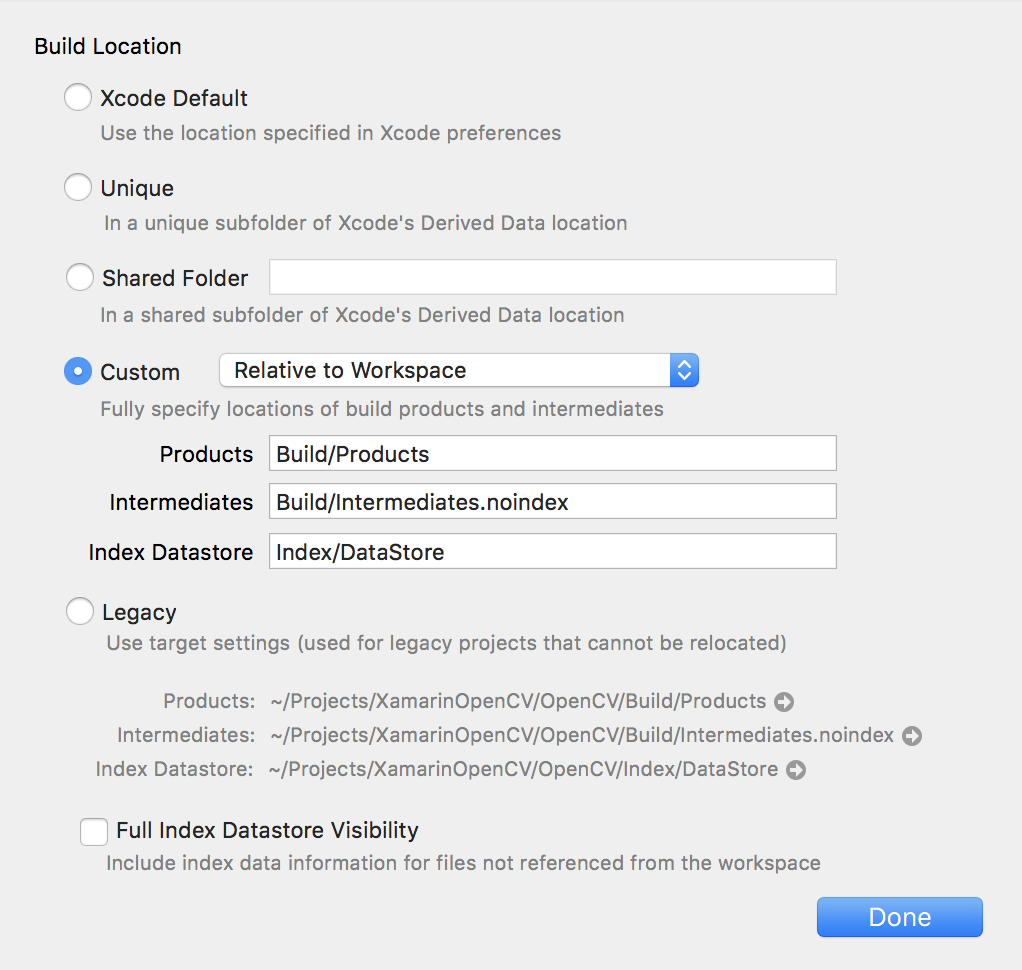 Build Location
Xcode Default
Use the location specified in Xcode preferences
Unique
In a unique subfolder of Xcode's Derived Data location
Shared Folder
In a shared subfolder of Xcode's Derived Data location
Custom Relative to Workspace
Fully specify locations of build products and intermediates
Products Build/Products
Intermediates Build/Intermediates.noindex
Index Datastore Index/DataStore
Legacy
Use target settings (used for legacy projects that cannot be relocated)
Products: ~/Projects/XamarinOpenCV/OpenCV/Build/Products
Intermediates: ~/Projects/XamarinOpenCV/OpenCV/Build/Intermediates.noindex
Index Datastore: ~/Projects/XamarinOpenCV/OpenCV/Index/DataStore
Full Index Datastore Visibility
Include index data information for files not referenced from the workspace
Done